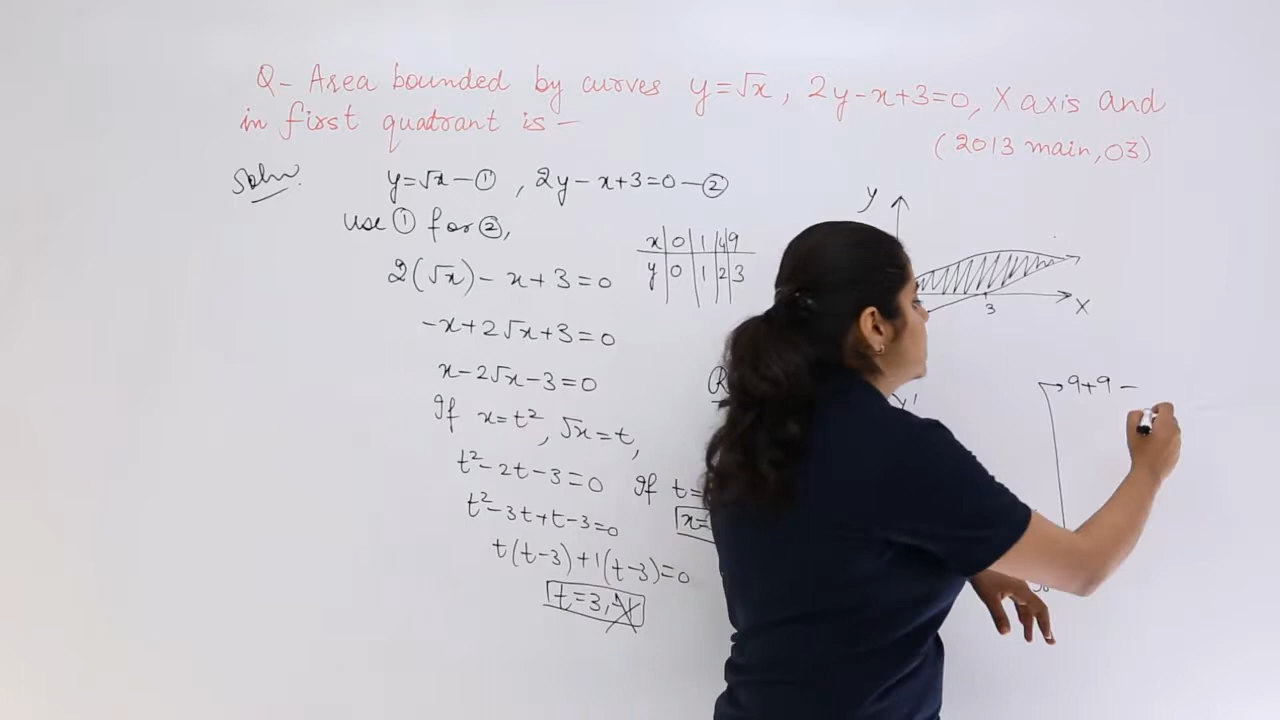 Q- Area bounded by curves y=√x, 2y-x+3=0, X axis and
in first quadrant is -
(2013 main, 03)
Soln.
y=√x-①, 2y-x+3=0-②
use ① for ②,
x 0 1 4 9
y 0 1 2 3
2(√x)-x+3=0
-x+2√x+3=0
x-2√x-3=0
If x=t², √x=t,
t²-2t-3=0
If t=
t²-3t+t-3=0
x=
t(t-3)+1(t-3)=0
t=3,
y
3
X
y'
9+9-